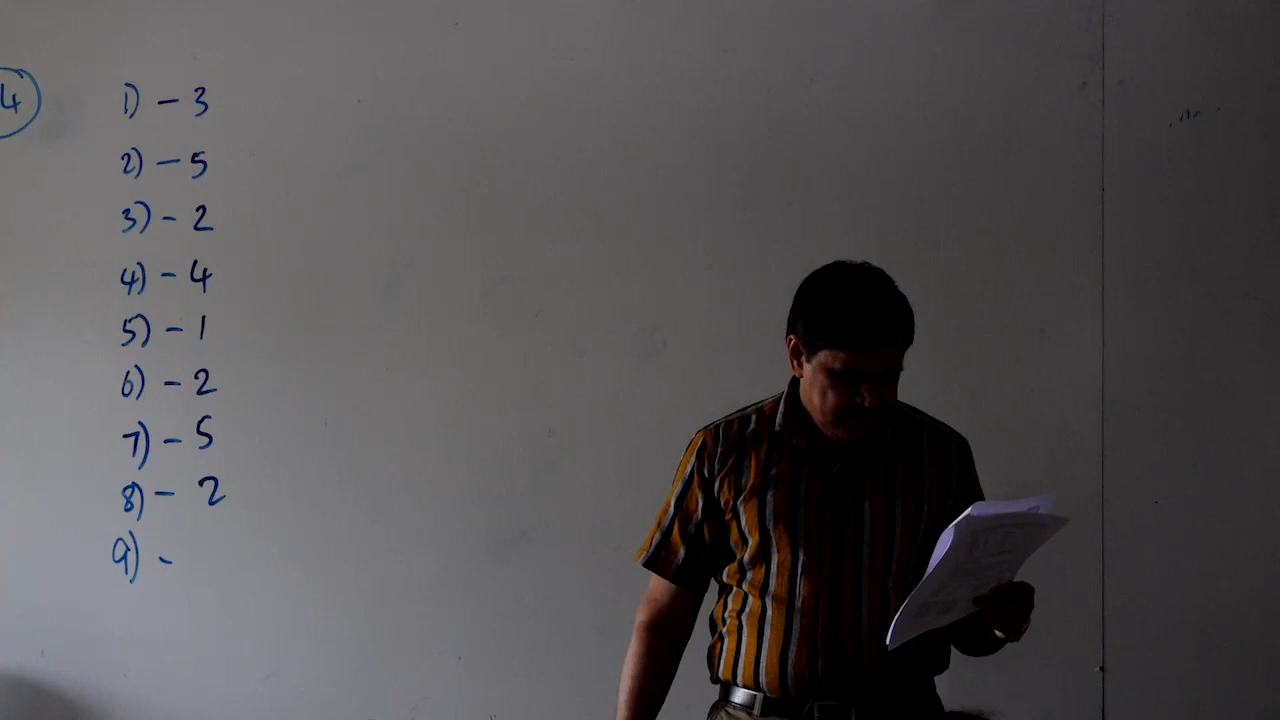 4
1) - 3
2) - 5
3) - 2
4) - 4
5) - 1
6) - 2
7) - 5
8) - 2
9) -